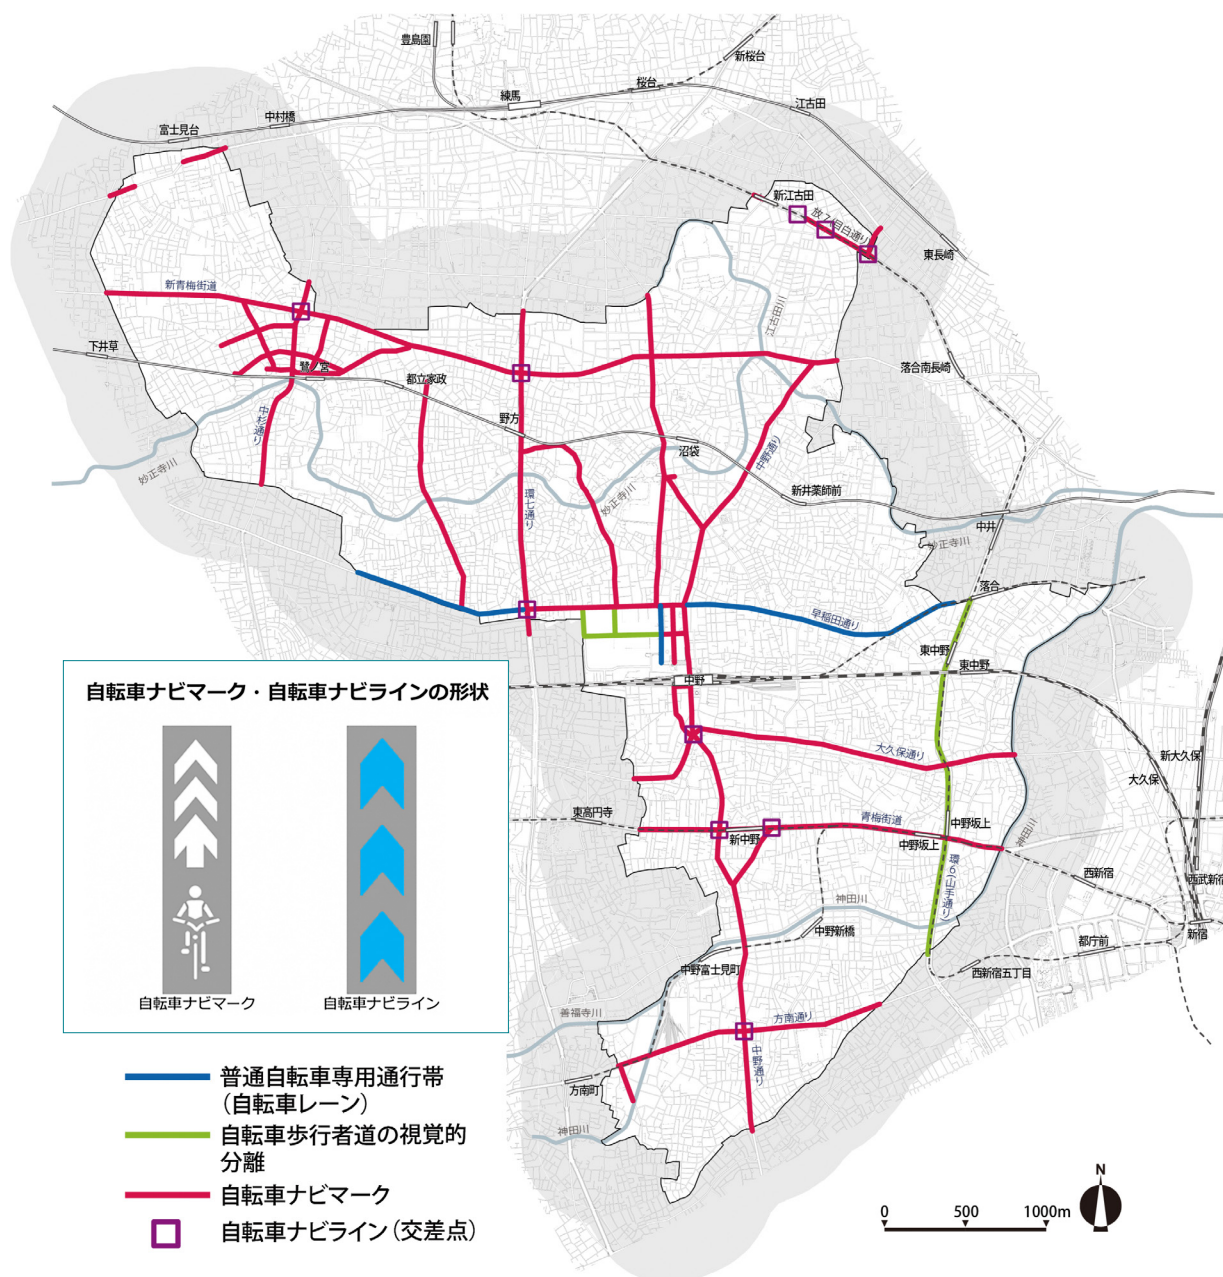 豊島園
新桜台
桜台
練馬
江古田
中村橋
富士見台
新江古田
放7(目白通り)
東長崎
新青梅街道
江古田川
下井草
鷺ノ宮
都立家政
落合南長崎
野方
中杉通り
沼袋
中野通り
妙正寺川
環七通り
妙正寺川
新井薬師前
中井
妙正寺川
落合
早稲田通り
東中野
東中野
中野
大久保通り
新大久保
大久保
東高円寺
新中野
青梅街道
中野坂上
中野坂上
神田川
西新宿
西武新宿
環6(山手通り)
神田川
中野新橋
新宿
都庁前
中野富士見町
西新宿五丁目
善福寺川
方南通り
中野通り
方南町
神田川
自転車ナビマーク・自転車ナビラインの形状
自転車ナビマーク
自転車ナビライン
普通自転車専用通行帯
(自転車レーン)
自転車歩行者道の視覚的
分離
自転車ナビマーク
自転車ナビライン(交差点)
N
0 500 1000m